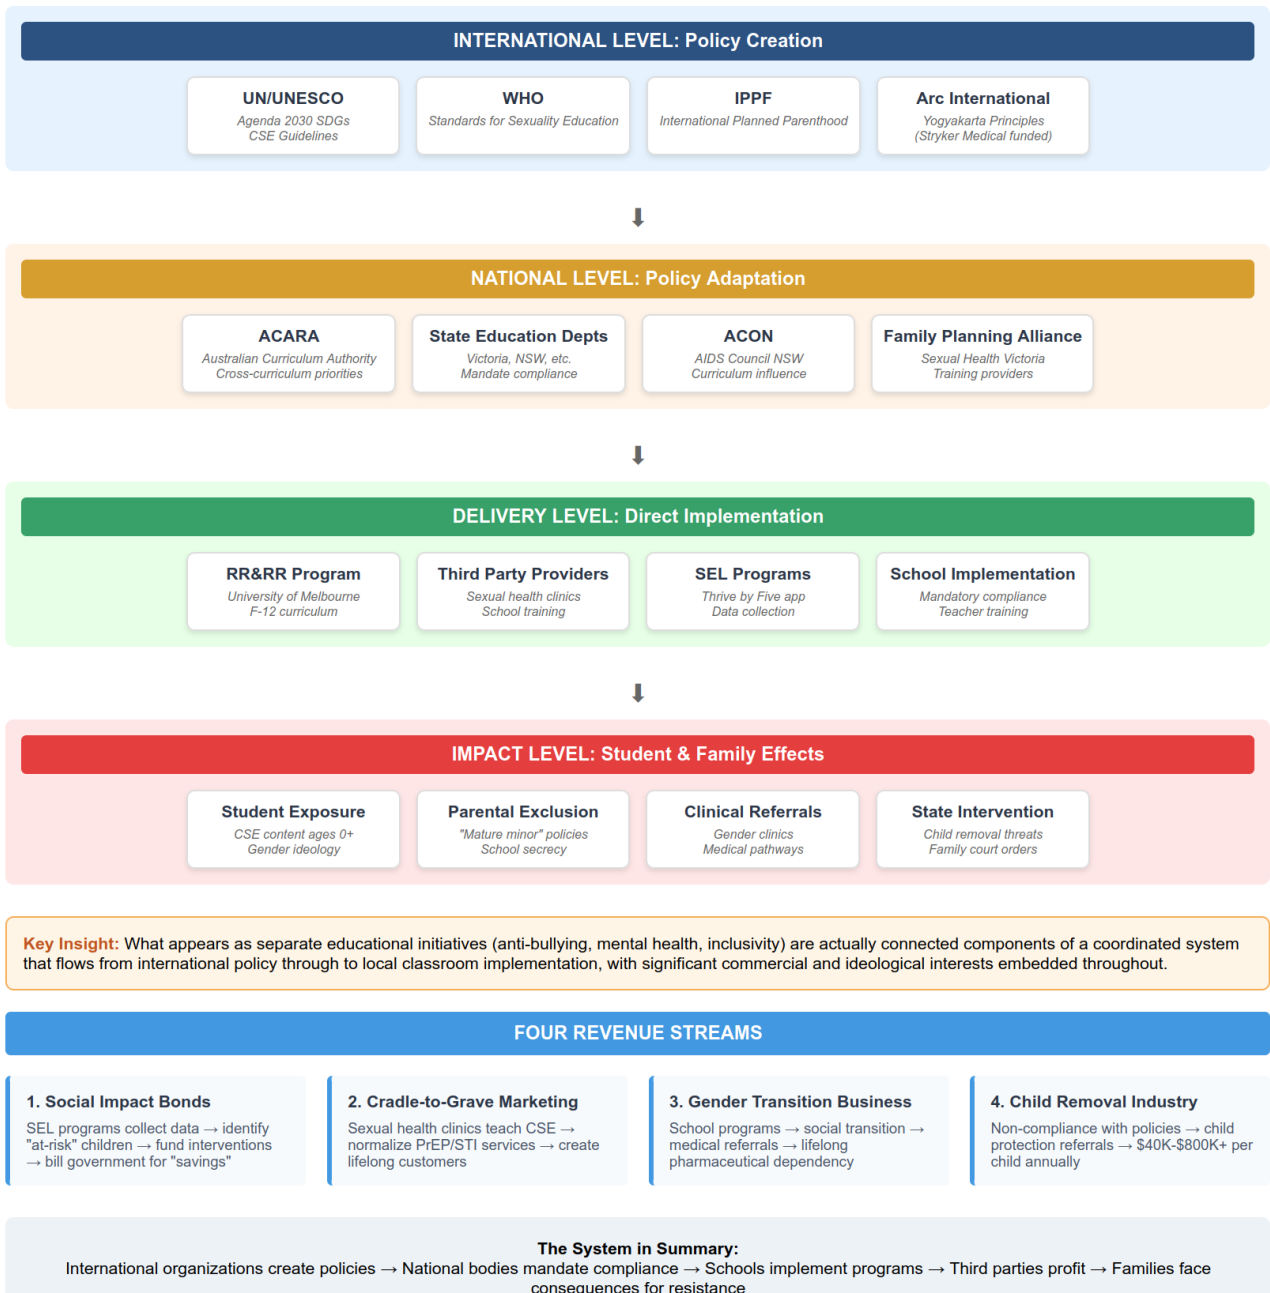 INTERNATIONAL LEVEL: Policy Creation
UN/UNESCO
Agenda 2030 SDGs
CSE Guidelines
WHO
Standards for Sexuality Education
IPPF
International Planned Parenthood
Arc International
Yogyakarta Principles
(Stryker Medical funded)
⬇
NATIONAL LEVEL: Policy Adaptation
ACARA
Australian Curriculum Authority
Cross-curriculum priorities
State Education Depts
Victoria, NSW, etc.
Mandate compliance
ACON
AIDS Council NSW
Curriculum influence
Family Planning Alliance
Sexual Health Victoria
Training providers
⬇
DELIVERY LEVEL: Direct Implementation
RR&RR Program
University of Melbourne
F-12 curriculum
Third Party Providers
Sexual health clinics
School training
SEL Programs
Thrive by Five app
Data collection
School Implementation
Mandatory compliance
Teacher training
⬇
IMPACT LEVEL: Student & Family Effects
Student Exposure
CSE content ages 0+
Gender ideology
Parental Exclusion
"Mature minor" policies
School secrecy
Clinical Referrals
Gender clinics
Medical pathways
State Intervention
Child removal threats
Family court orders
Key Insight: What appears as separate educational initiatives (anti-bullying, mental health, inclusivity) are actually connected components of a coordinated system
that flows from international policy through to local classroom implementation, with significant commercial and ideological interests embedded throughout.
FOUR REVENUE STREAMS
1. Social Impact Bonds
SEL programs collect data → identify
"at-risk" children → fund interventions
→ bill government for "savings"
2. Cradle-to-Grave Marketing
Sexual health clinics teach CSE →
normalize PrEP/STI services → create
lifelong customers
3. Gender Transition Business
School programs → social transition →
medical referrals → lifelong
pharmaceutical dependency
4. Child Removal Industry
Non-compliance with policies → child
protection referrals → $40K-$800K+ per
child annually
The System in Summary:
International organizations create policies → National bodies mandate compliance → Schools implement programs → Third parties profit → Families face
consequences for resistance